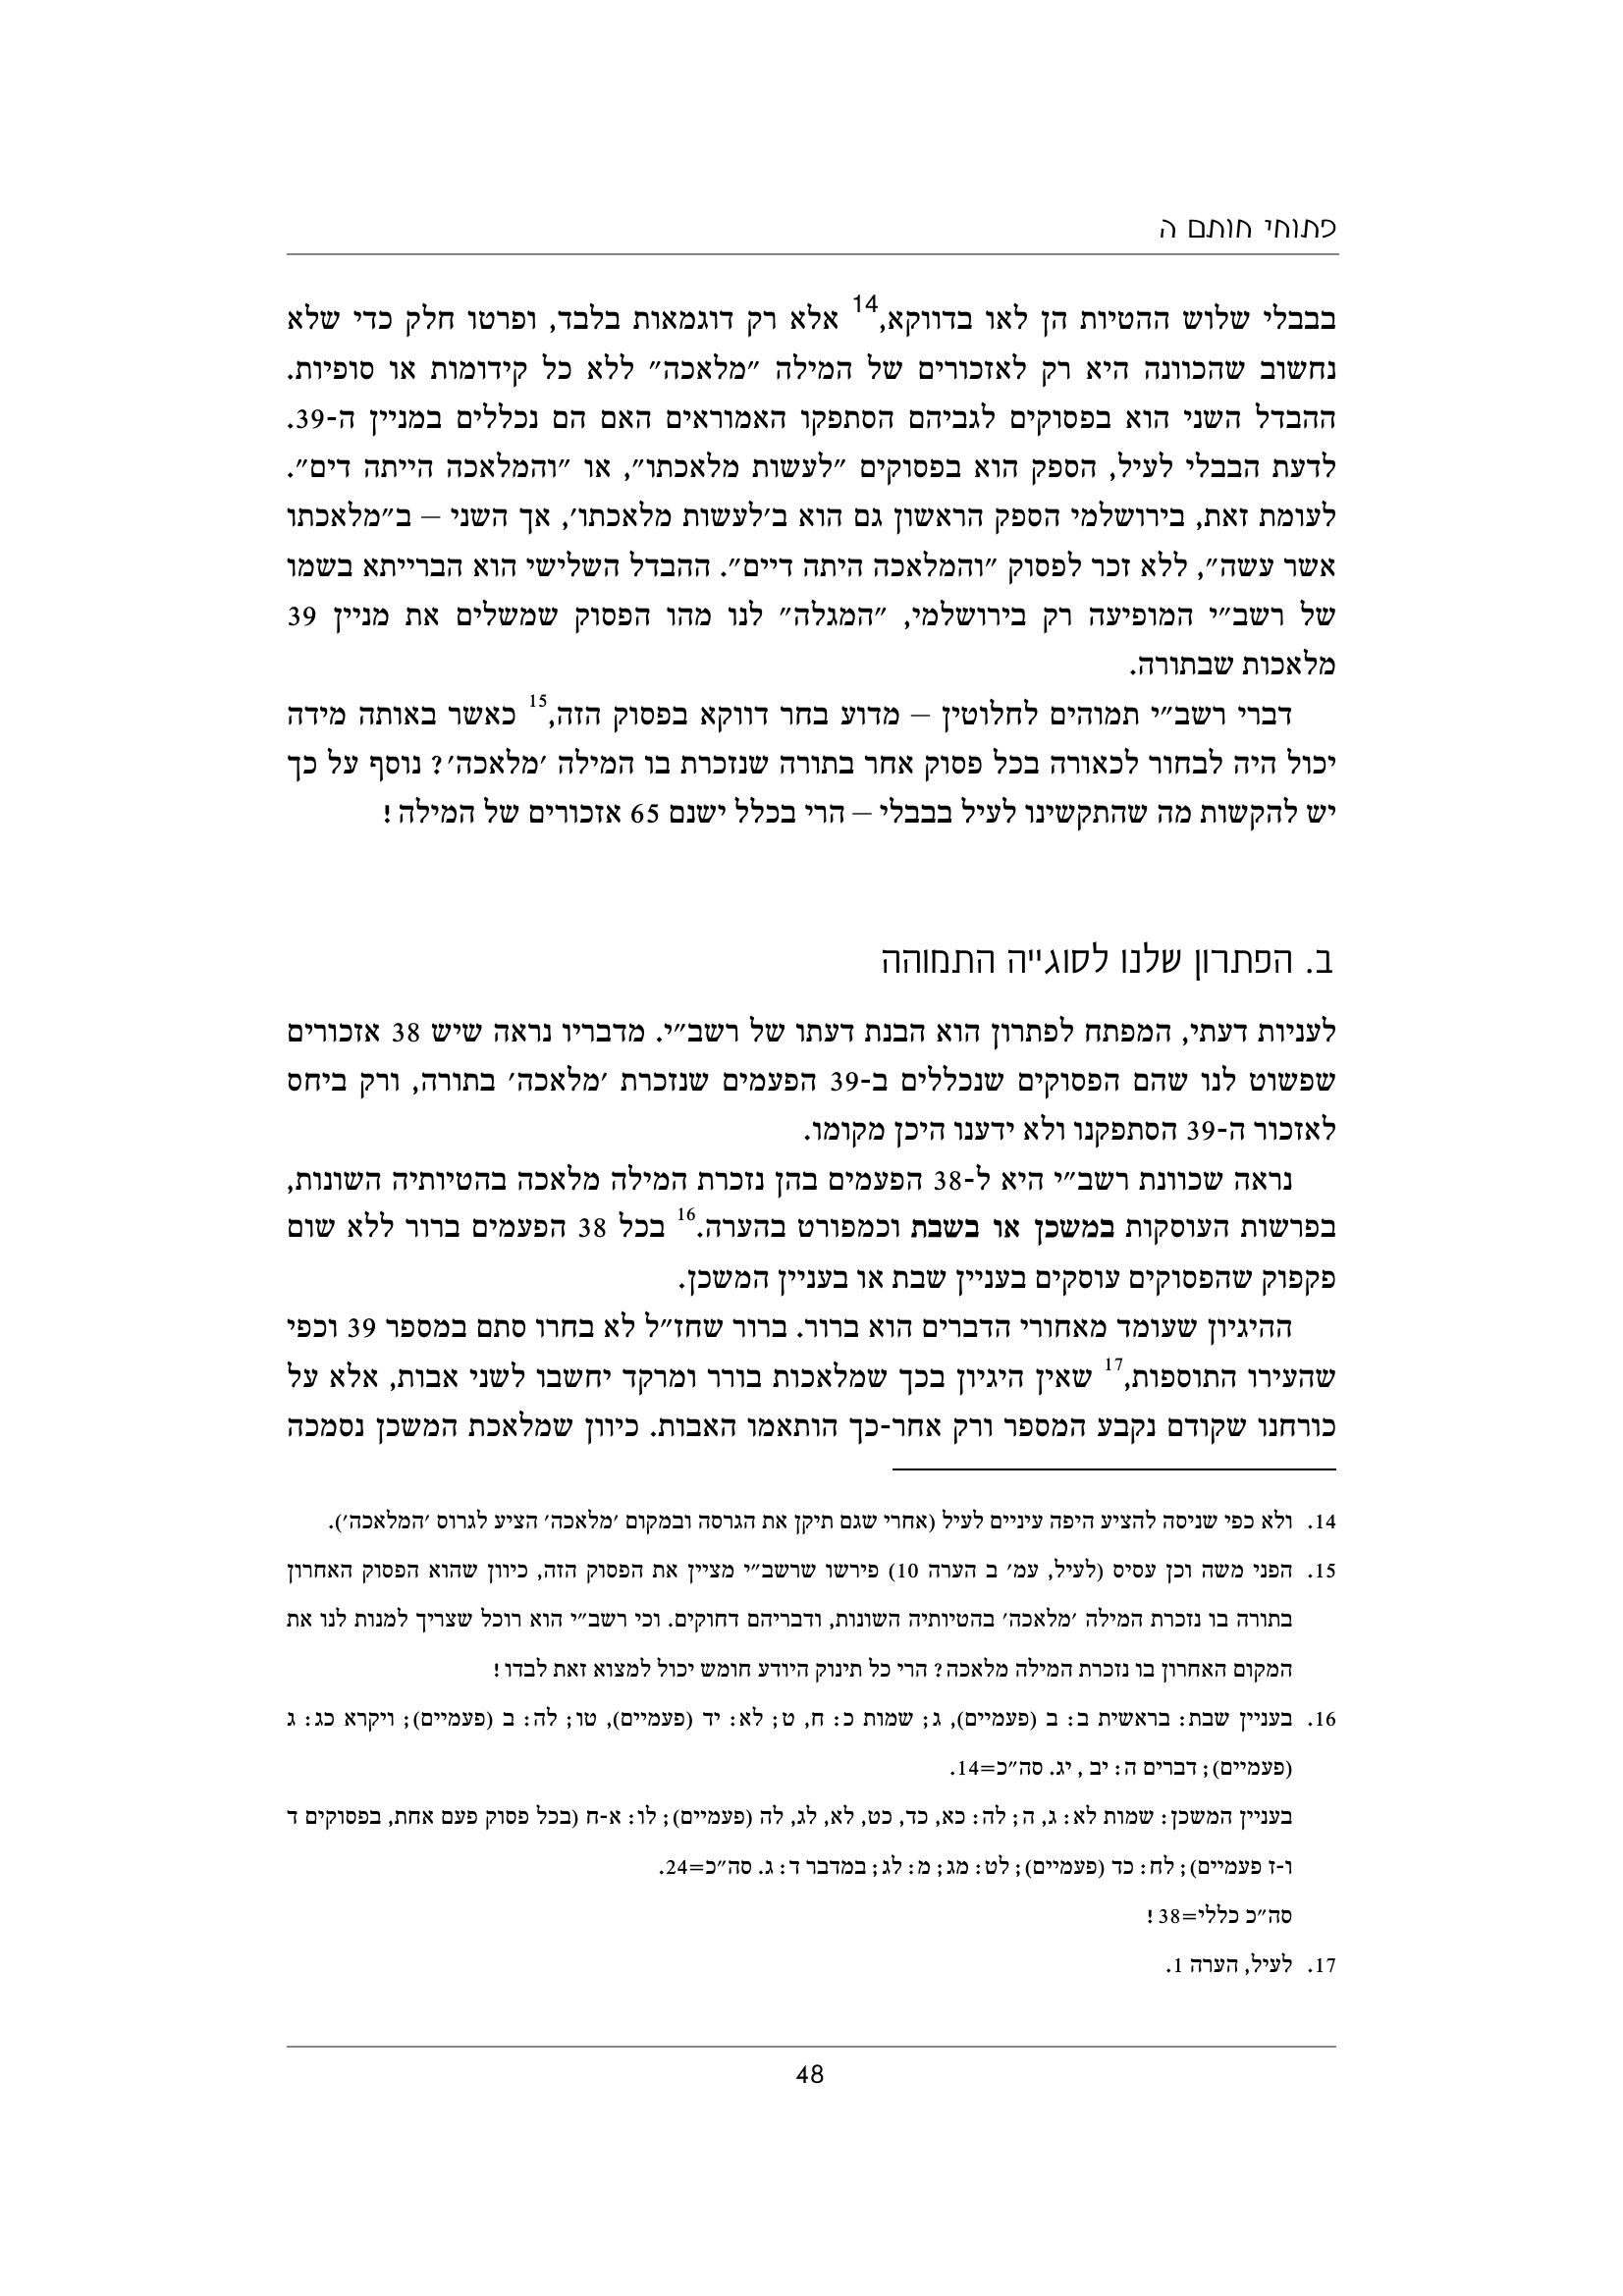 פתוחי חותם ה
בבבלי שלוש ההטיות הן לאו בדווקא,14 אלא רק דוגמאות בלבד, ופרטו חלק כדי שלא
נחשוב שהכוונה היא רק לאזכורים של המילה ״מלאכה״ ללא כל קידומות או סופיות.
ההבדל השני הוא בפסוקים לגביהם הסתפקו האמוראים האם הם נכללים במניין ה-39.
לדעת הבבלי לעיל, הספק הוא בפסוקים ״לעשות מלאכתו״, או ״והמלאכה הייתה דים״.
לעומת זאת, בירושלמי הספק הראשון גם הוא ב׳לעשות מלאכתו׳, אך השני – ב״מלאכתו
אשר עשה״, ללא זכר לפסוק ״והמלאכה היתה דיים״. ההבדל השלישי הוא הברייתא בשמו
של רשב״י המופיעה רק בירושלמי, ״המגלה״ לנו מהו הפסוק שמשלים את מניין 39
מלאכות שבתורה.
דברי רשב״י תמוהים לחלוטין – מדוע בחר דווקא בפסוק הזה,15 כאשר באותה מידה
יכול היה לבחור לכאורה בכל פסוק אחר בתורה שנזכרת בו המילה ׳מלאכה׳? נוסף על כך
יש להקשות מה שהתקשינו לעיל בבבלי – הרי בכלל ישנם 65 אזכורים של המילה!
ב. הפתרון שלנו לסוגייה התמוהה
לעניות דעתי, המפתח לפתרון הוא הבנת דעתו של רשב״י. מדבריו נראה שיש 38 אזכורים
שפשוט לנו שהם הפסוקים שנכללים ב-39 הפעמים שנזכרת ׳מלאכה׳ בתורה, ורק ביחס
לאזכור ה-39 הסתפקנו ולא ידענו היכן מקומו.
נראה שכוונת רשב״י היא ל-38 הפעמים בהן נזכרת המילה מלאכה בהטיותיה השונות,
בפרשות העוסקות במשכן או בשבת וכמפורט בהערה.16 בכל 38 הפעמים ברור ללא שום
פקפוק שהפסוקים עוסקים בעניין שבת או בעניין המשכן.
ההיגיון שעומד מאחורי הדברים הוא ברור. ברור שחז״ל לא בחרו סתם במספר 39 וכפי
שהעירו התוספות,17 שאין היגיון בכך שמלאכות בורר ומרקד יחשבו לשני אבות, אלא על
כורחנו שקודם נקבע המספר ורק אחר-כך הותאמו האבות. כיוון שמלאכת המשכן נסמכה
14. ולא כפי שניסה להציע היפה עיניים לעיל (אחרי שגם תיקן את הגרסה ובמקום ׳מלאכה׳ הציע לגרוס ׳המלאכה׳).
15. הפני משה וכן עסיס (לעיל, עמ׳ ב הערה 10) פירשו שרשב״י מציין את הפסוק הזה, כיוון שהוא הפסוק האחרון
בתורה בו נזכרת המילה ׳מלאכה׳ בהטיותיה השונות, ודבריהם דחוקים. וכי רשב״י הוא רוכל שצריך למנות לנו את
המקום האחרון בו נזכרת המילה מלאכה? הרי כל תינוק היודע חומש יכול למצוא זאת לבדו!
16. בעניין שבת: בראשית ב: ב (פעמיים), ג; שמות כ: ח, ט; לא: יד (פעמיים), טו; לה: ב (פעמיים); ויקרא כג: ג
(פעמיים); דברים ה: יב , יג. סה״כ=14.
בעניין המשכן: שמות לא: ג, ה; לה: כא, כד, כט, לא, לג, לה (פעמיים); לו: א-ח (בכל פסוק פעם אחת, בפסוקים ד
ו-ז פעמיים); לח: כד (פעמיים); לט: מג; מ: לג; במדבר ד: ג. סה״כ=24.
סה״כ כללי=38!
17. לעיל, הערה 1.
48